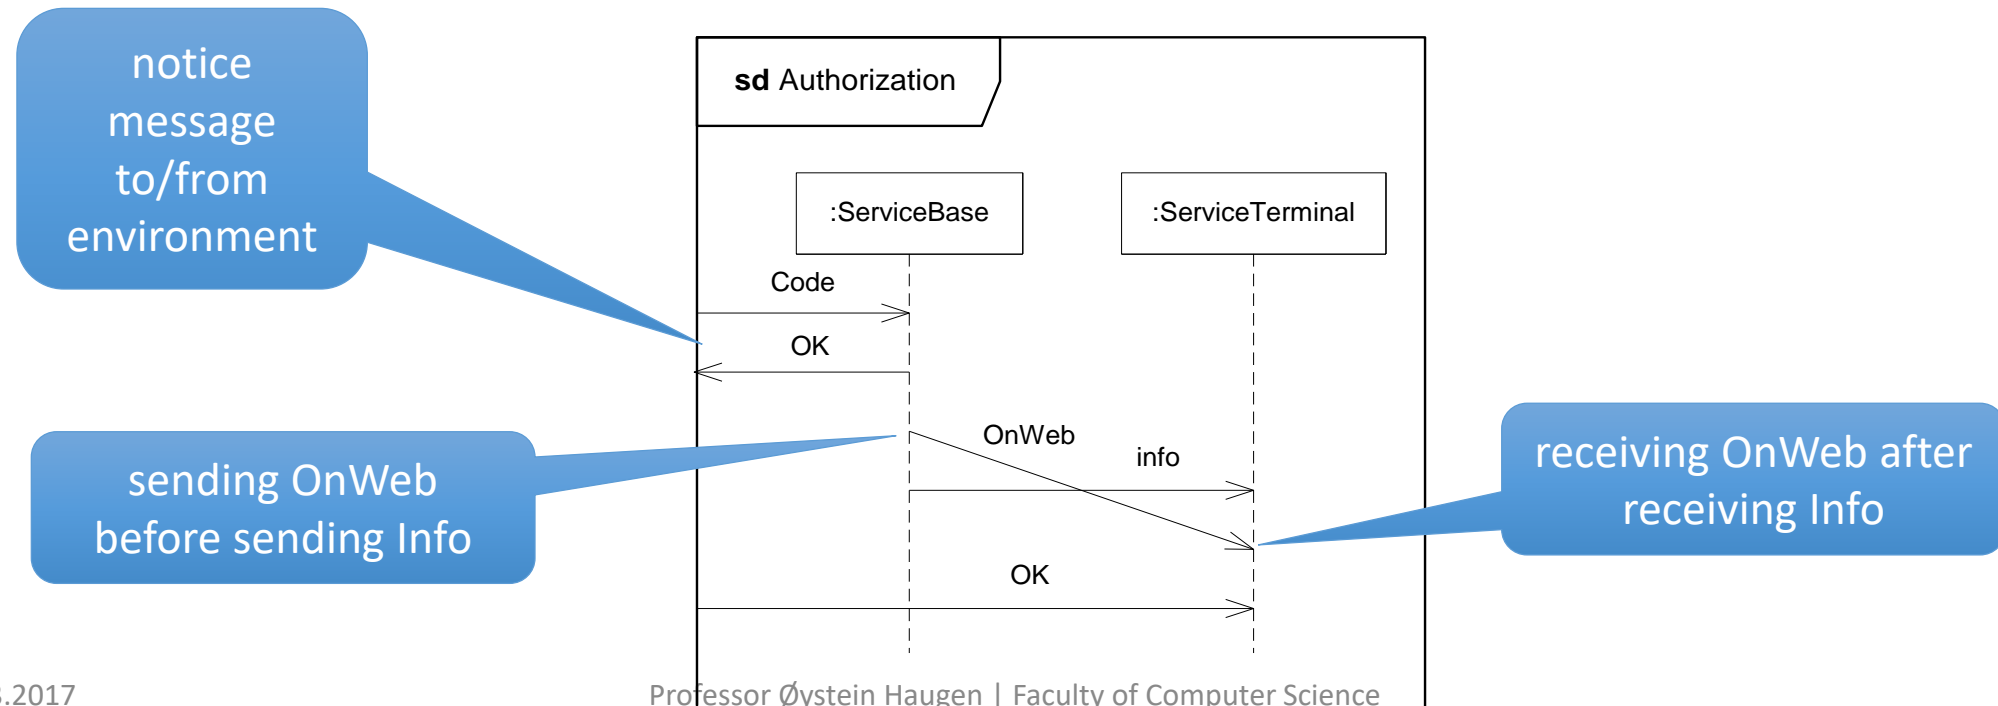 notice
message
to/from
environment
sd Authorization
:ServiceBase
:ServiceTerminal
Code
OK
OnWeb
info
sending OnWeb
before sending Info
receiving OnWeb after
receiving Info
OK
.2017
Professor Øystein Haugen | Faculty of Computer Science